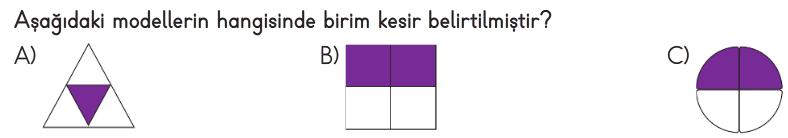 Aşağıdaki modellerin hangisinde birim kesir belirtilmiştir?
A) B) C)